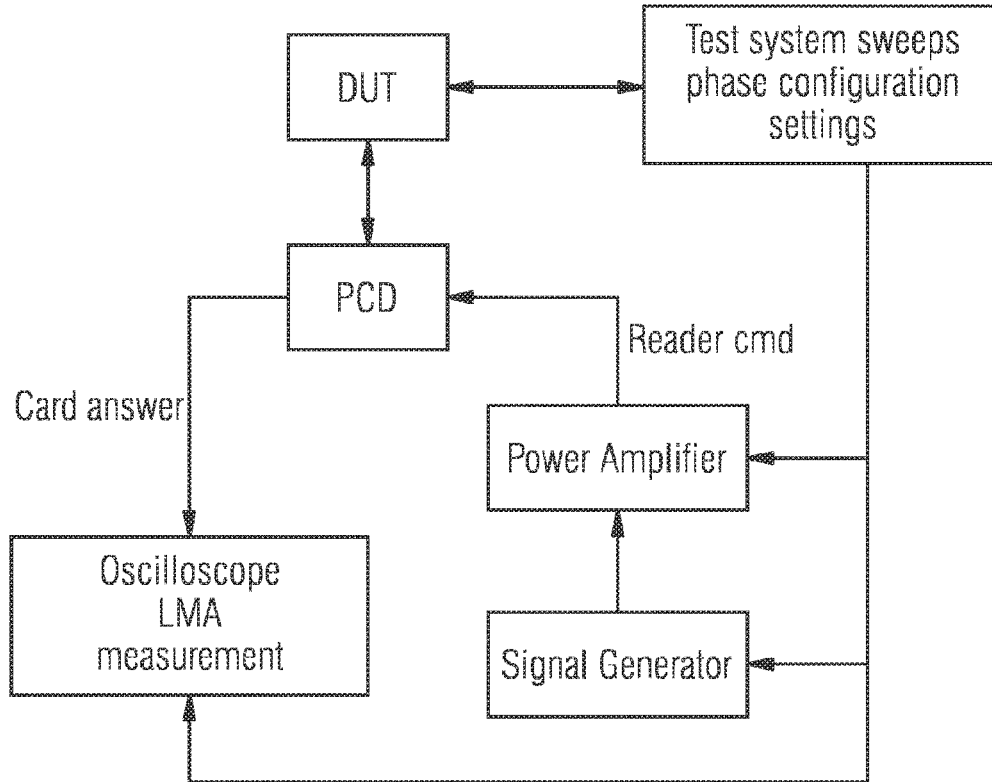 Test system sweeps
phase configuration
settings
DUT
PCD
Reader cmd
Card answer
Power Amplifier
Oscilloscope
LMA
measurement
Signal Generator